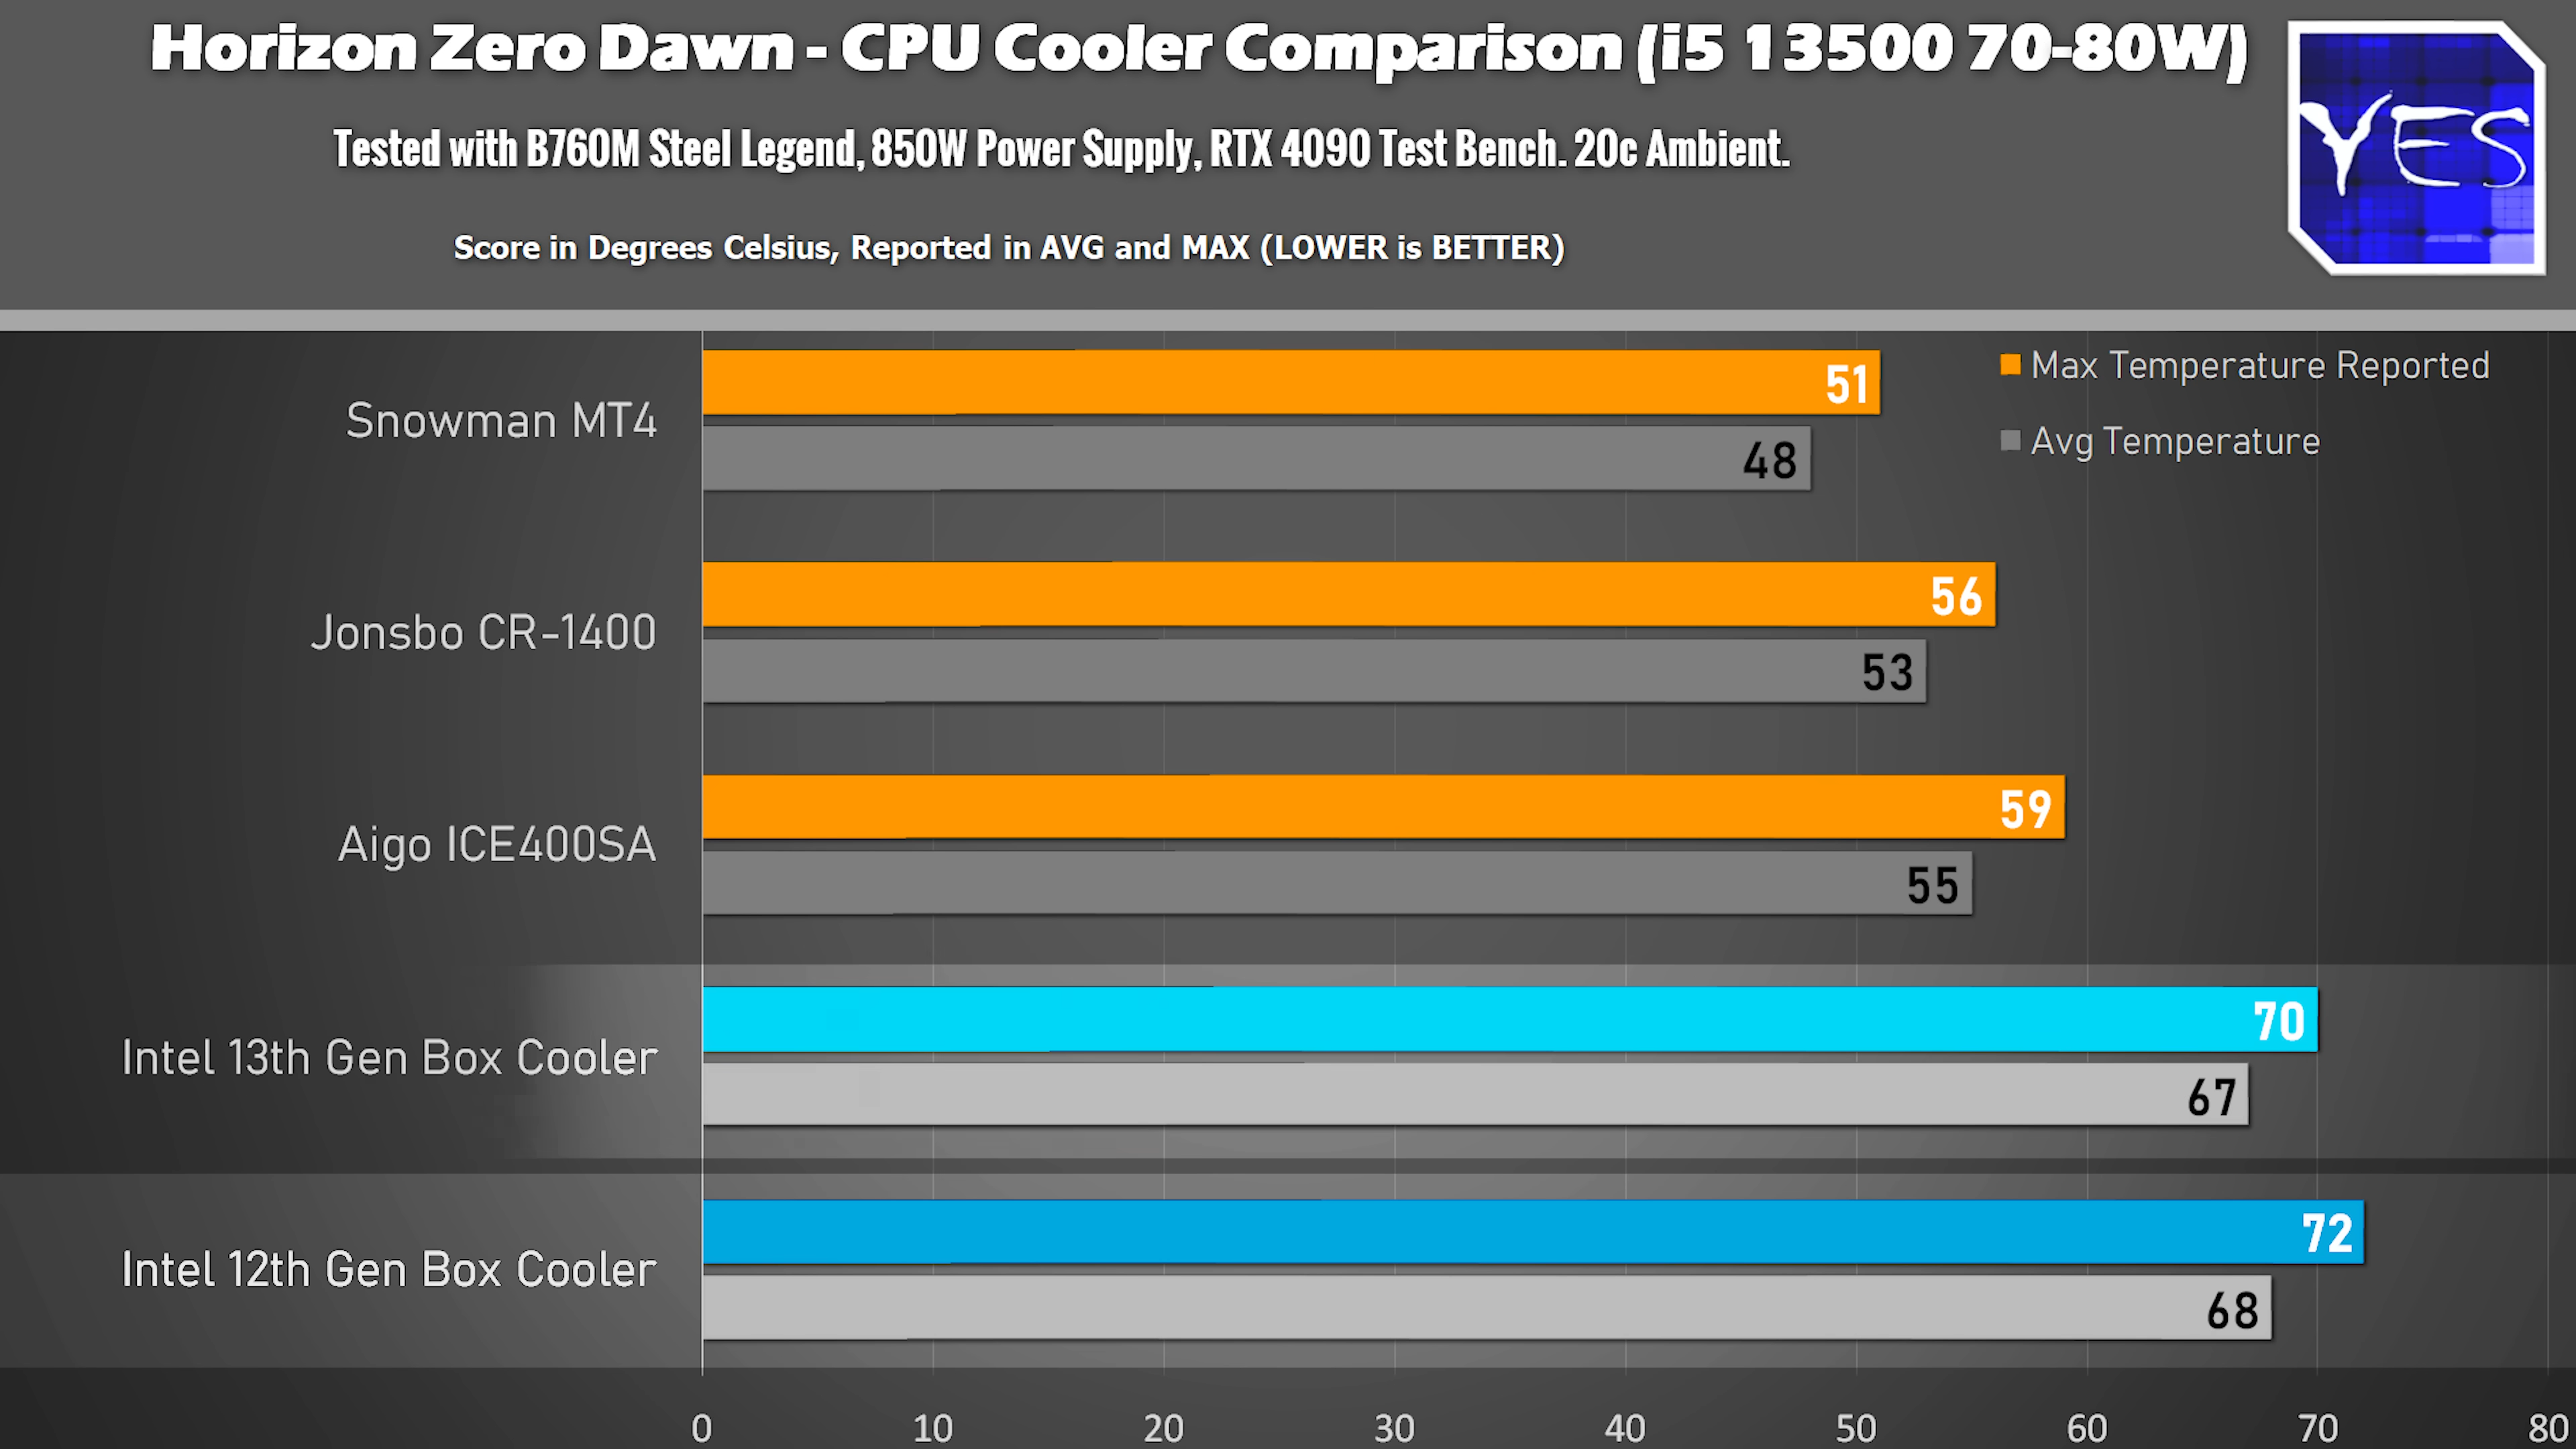 Horizon Zero Dawn - CPU Cooler Comparison (i5 13500 70-80W)
YES
Tested with B760M Steel Legend, 850W Power Supply, RTX 4090 Test Bench. 20c Ambient.
Score in Degrees Celsius, Reported in AVG and MAX (LOWER is BETTER)
Max Temperature Reported
Avg Temperature
Snowman MT4
51
48
Jonsbo CR-1400
56
53
Aigo ICE400SA
59
55
Intel 13th Gen Box Cooler
70
67
Intel 12th Gen Box Cooler
72
68
0 10 20 30 40 50 60 70 80